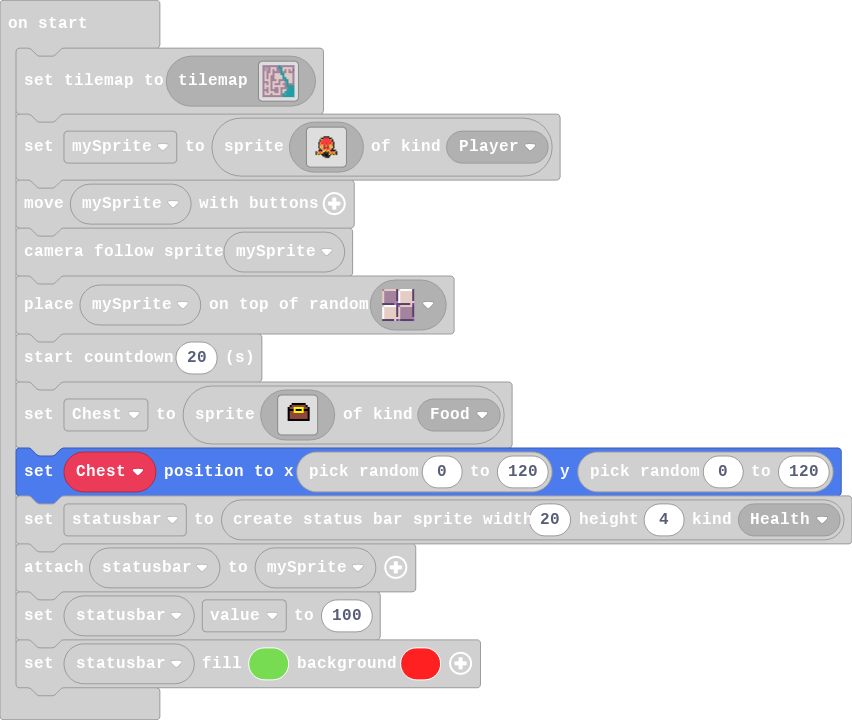 on start
set tilemap to tilemap
set mySprite to sprite of kind Player
move mySprite with buttons
camera follow sprite mySprite
place mySprite on top of random
start countdown 20 (s)
set Chest to sprite of kind Food
set Chest position to x pick random 0 to 120 y pick random 0 to 120
set statusbar to create status bar sprite width 20 height 4 kind Health
attach statusbar to mySprite
set statusbar value to 100
set statusbar fill background